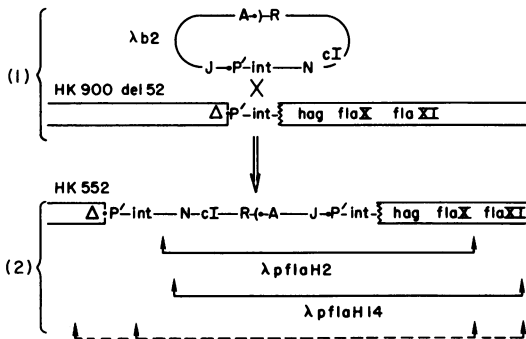 A•)-R
λb2
cI
(1)
J-•P'-int—N
X
HK 900 del 52
Δ P'-int- hag flaX flaXI
HK 552
(2)
Δ P'-int—N-cI—R-(•A—J-•P'-int- hag flaX flaXI
λpflaH2
λpflaH14